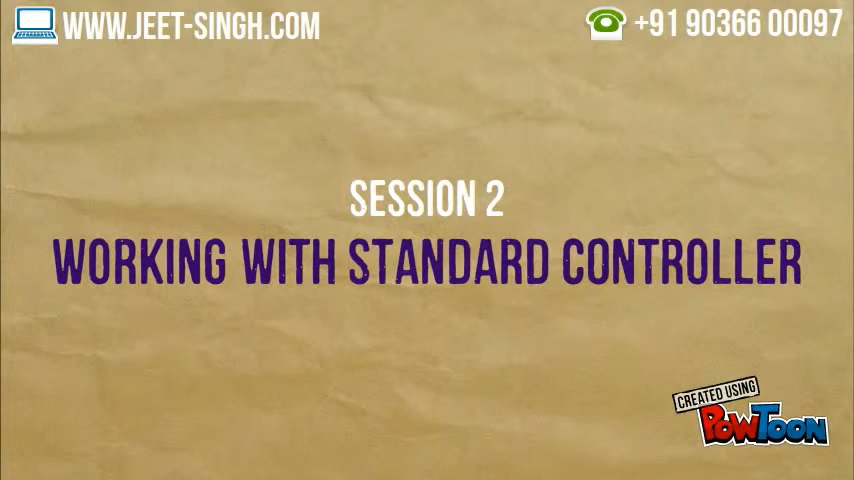 WWW.JEET-SINGH.COM
+91 90366 00097
SESSION 2
WORKING WITH STANDARD CONTROLLER
CREATED USING
POWTOON